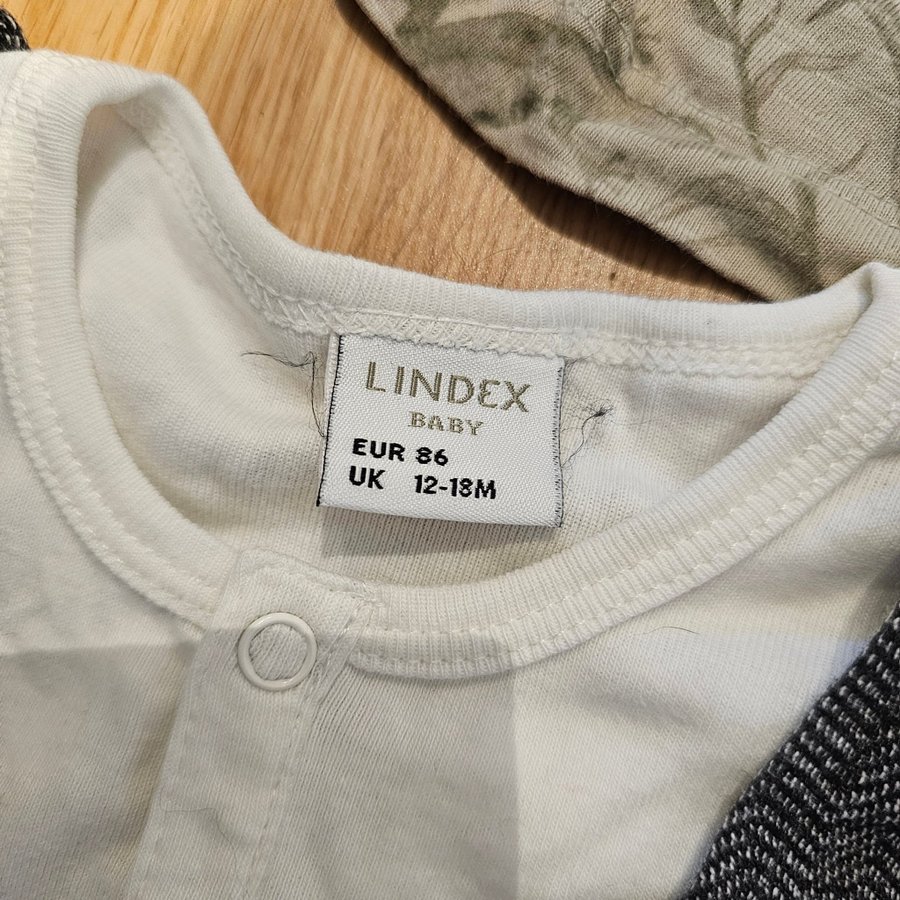 LINDEX
BABY
EUR 86
UK 12-18M